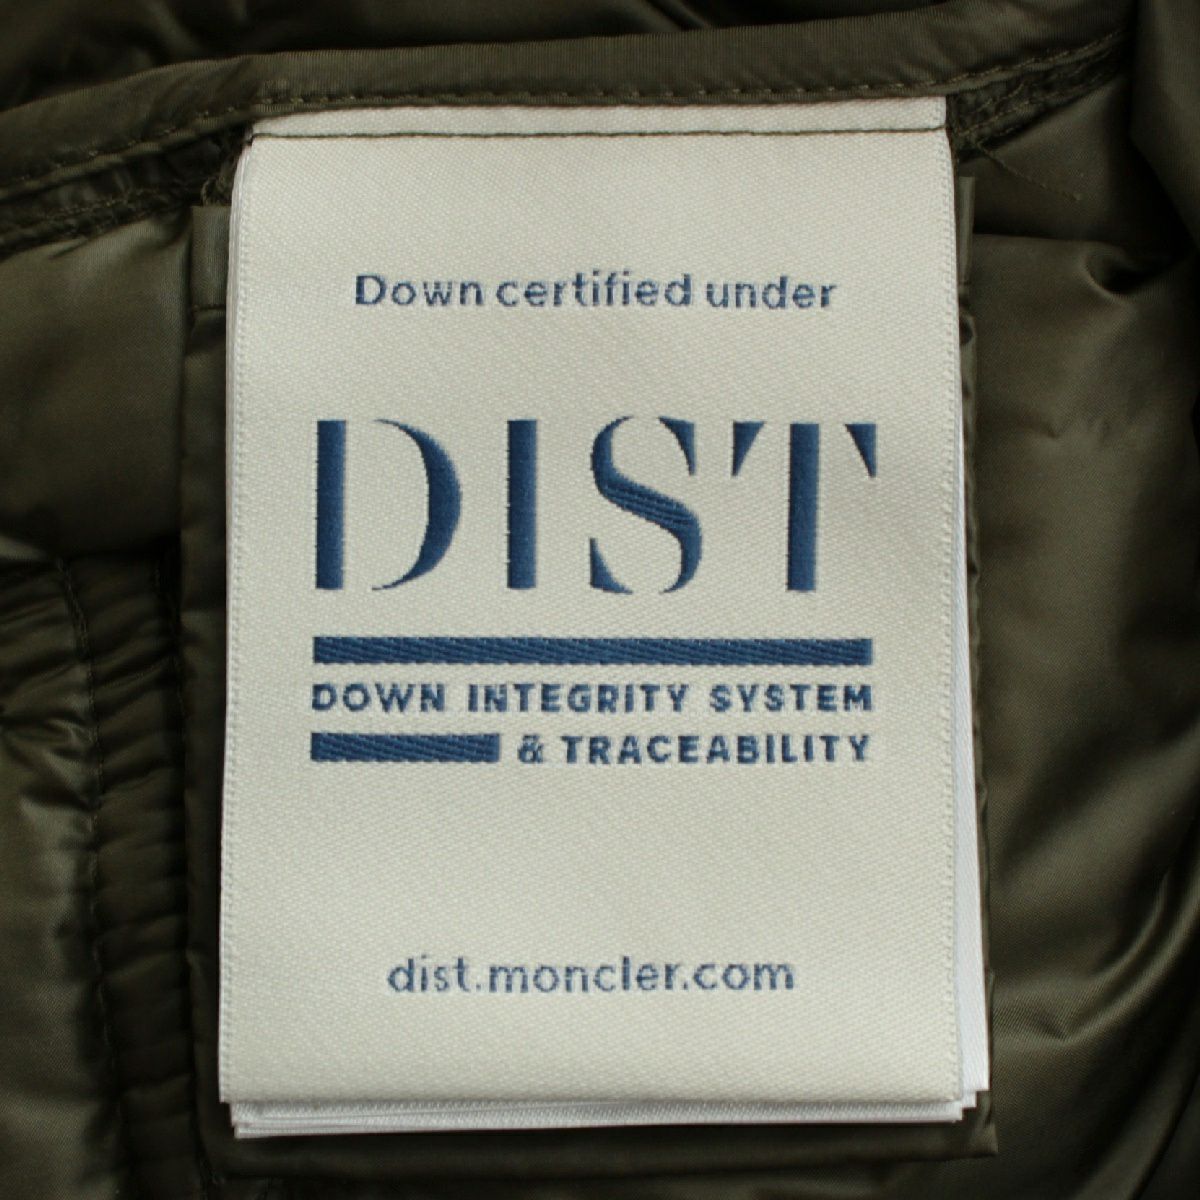 Down certified under
DIST
DOWN INTEGRITY SYSTEM
& TRACEABILITY
dist.moncler.com